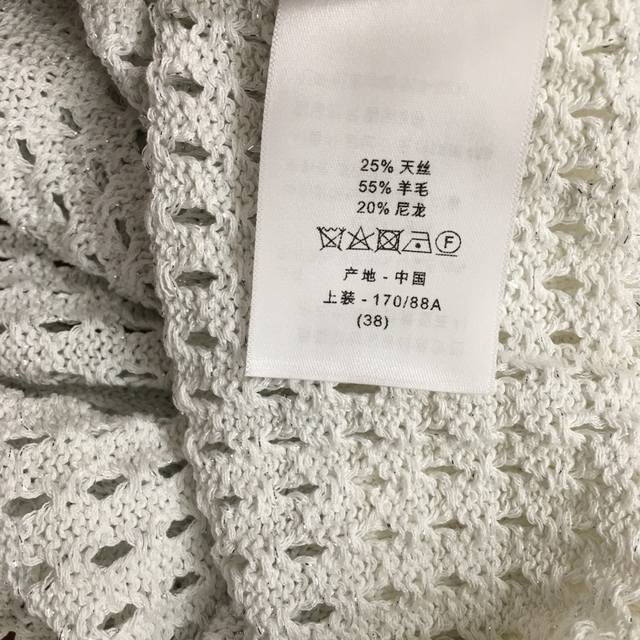 25% 天丝
55% 羊毛
20% 尼龙
F
产地 - 中国
上装 - 170/88A
(38)